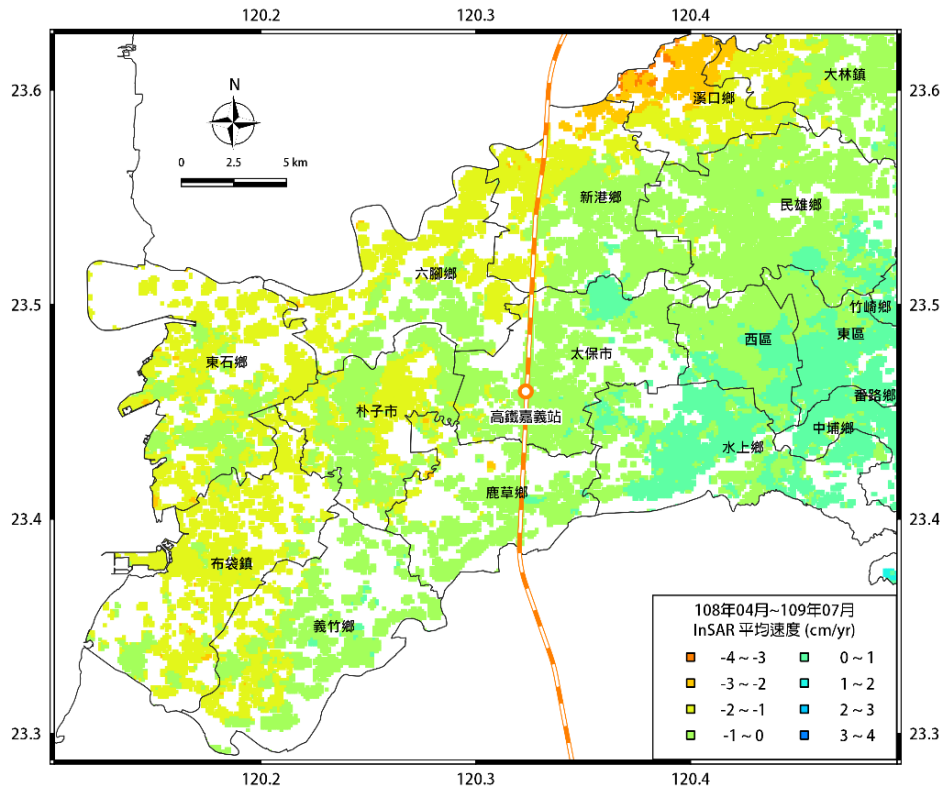 120.2
120.3
120.4
23.6
23.6
大林鎮
溪口鄉
N
0
2.5
5 km
新港鄉
民雄鄉
六腳鄉
23.5
23.5
竹崎鄉
東區
西區
太保市
東石鄉
番路鄉
朴子市
高鐵嘉義站
中埔鄉
水上鄉
鹿草鄉
23.4
23.4
布袋鎮
義竹鄉
108年04月~109年07月
InSAR 平均速度 (cm/yr)
-4 ~ -3
0 ~ 1
-3 ~ -2
1 ~ 2
-2 ~ -1
2 ~ 3
-1 ~ 0
3 ~ 4
23.3
23.3
120.2
120.3
120.4